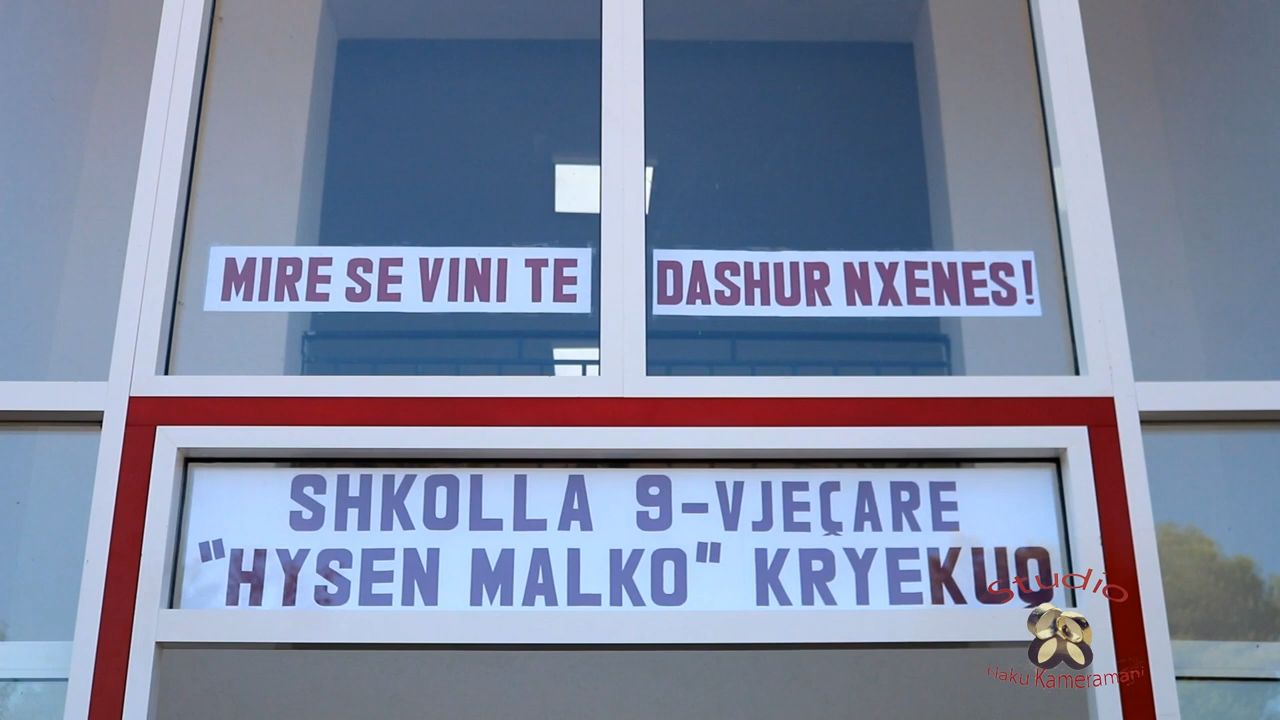 MIRE SE VINI TE DASHUR NXENES!
SHKOLLA 9-VJEÇARE
"HYSEN MALKO" KRYEKUQ
Studio
Naku Kameramani